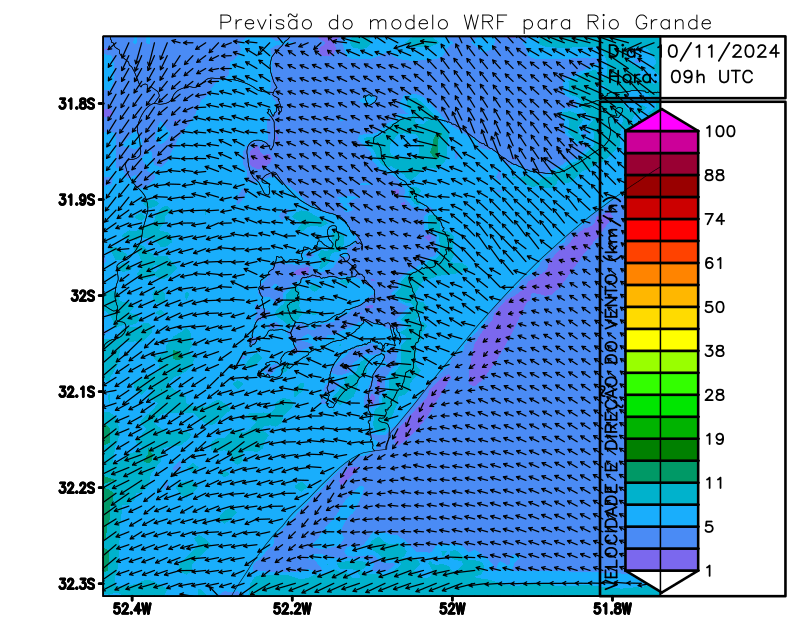 Previsão do modelo WRF para Rio Grande
Dia: 10/11/2024
Hora: 09h UTC
31.8S
31.9S
32S
32.1S
32.2S
32.3S
52.4W
52.2W
52W
51.8W
VELOCIDADE E DIREÇÃO DO VENTO (km/h)
100
88
74
61
50
38
28
19
11
5
1